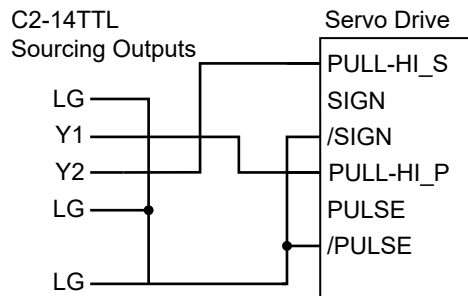 C2-14TTL
Sourcing Outputs
Servo Drive
LG
Y1
Y2
LG
LG
PULL-HI_S
SIGN
/SIGN
PULL-HI_P
PULSE
/PULSE